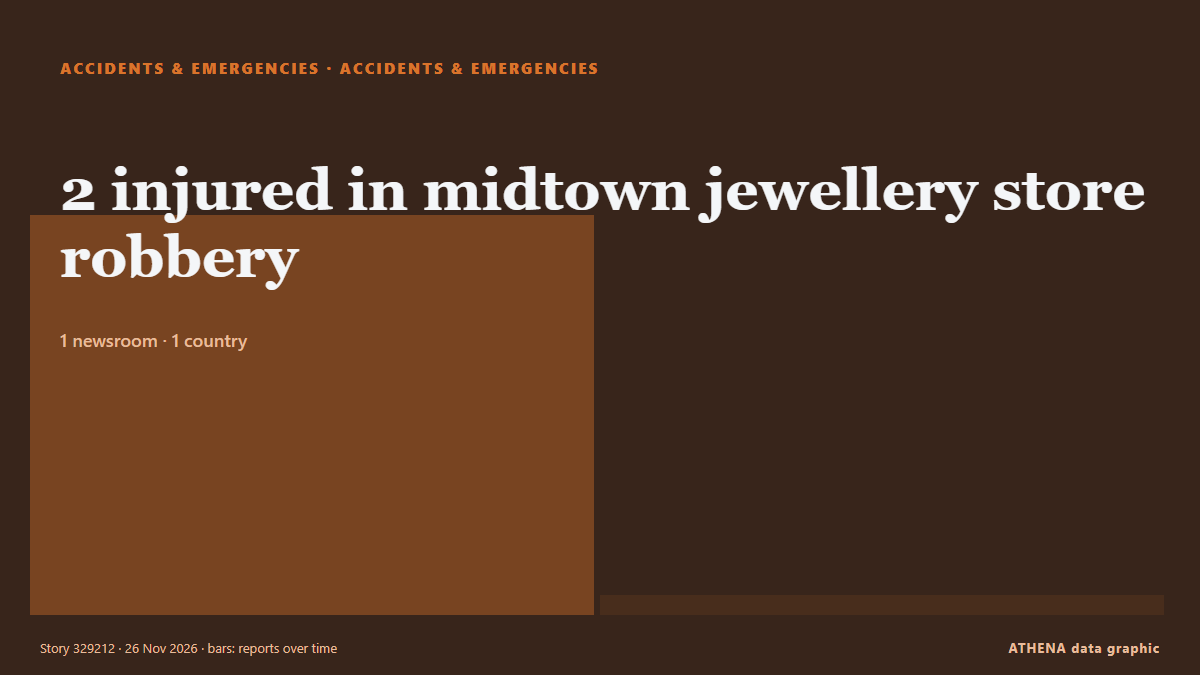 ACCIDENTS & EMERGENCIES · ACCIDENTS & EMERGENCIES
2 injured in midtown jewellery store
robbery
1 newsroom · 1 country
Story 329212 · 26 Nov 2026 · bars: reports over time
ATHENA data graphic